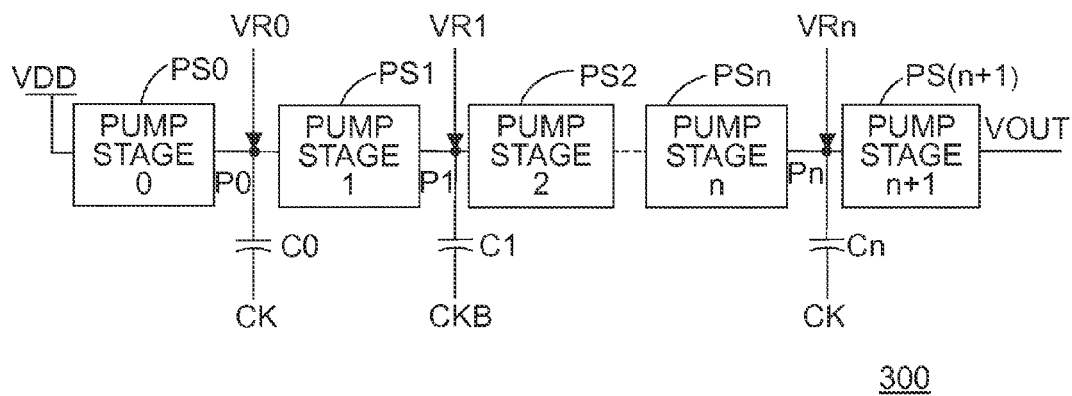 VR0 VR1 VRn
VDD PS0 PS1 PS2 PSn PS(n+1)
PUMP STAGE 0
P0
PUMP STAGE 1
P1
PUMP STAGE 2
PUMP STAGE n
Pn
PUMP STAGE n+1
VOUT
C0 C1 Cn
CK CKB CK
300